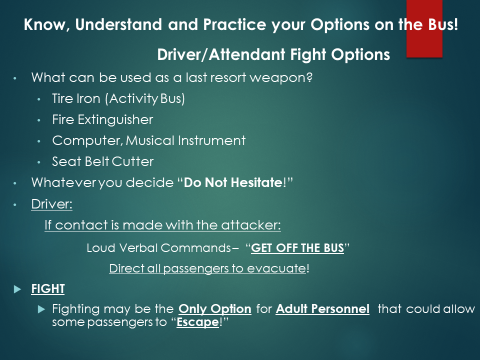 Know, Understand and Practice your Options on the Bus!
Driver/Attendant Fight Options
• What can be used as a last resort weapon?
• Tire Iron (Activity Bus)
• Fire Extinguisher
• Computer, Musical Instrument
• Seat Belt Cutter
• Whatever you decide “Do Not Hesitate!”
• Driver:
If contact is made with the attacker:
Loud Verbal Commands– “GET OFF THE BUS”
Direct all passengers to evacuate!
FIGHT
Fighting may be the Only Option for Adult Personnel that could allow
some passengers to “Escape!”